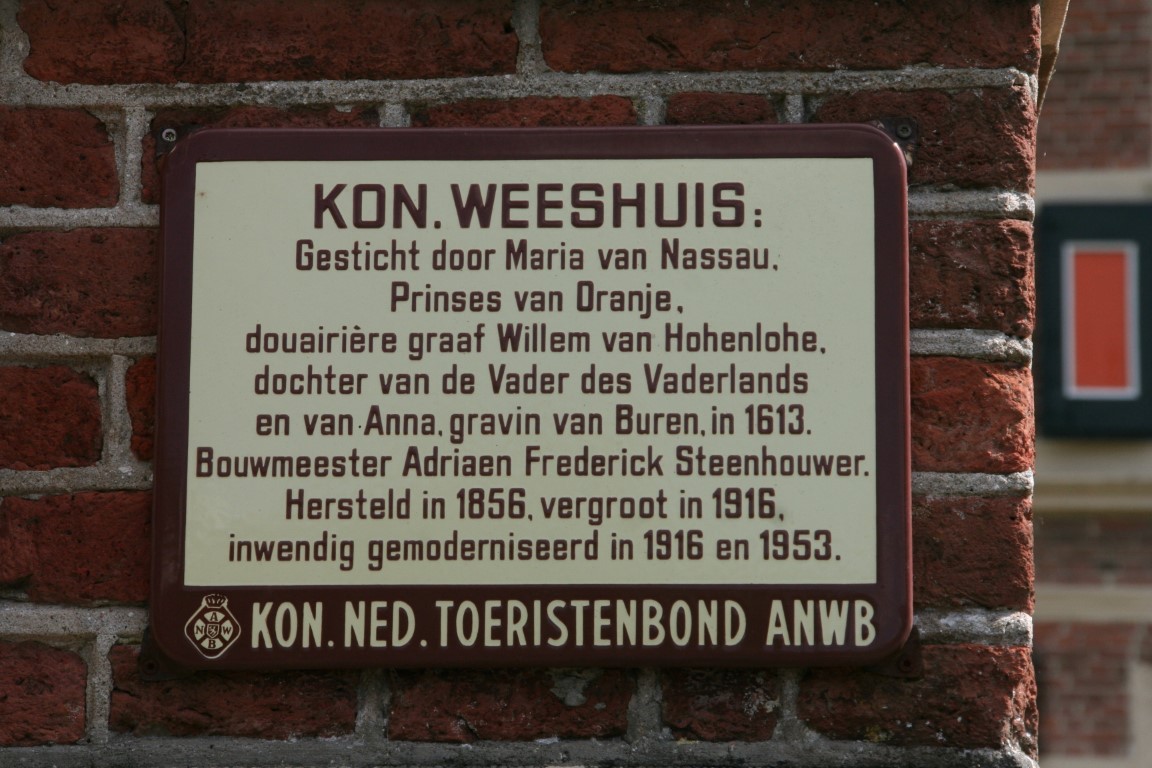 KON. WEESHUIS:
Gesticht door Maria van Nassau,
Prinses van Oranje,
douairière graaf Willem van Hohenlohe,
dochter van de Vader des Vaderlands
en van Anna, gravin van Buren, in 1613.
Bouwmeester Adriaen Frederick Steenhouwer.
Hersteld in 1856, vergroot in 1916,
inwendig gemoderniseerd in 1916 en 1953.
ANWB KON. NED. TOERISTENBOND ANWB